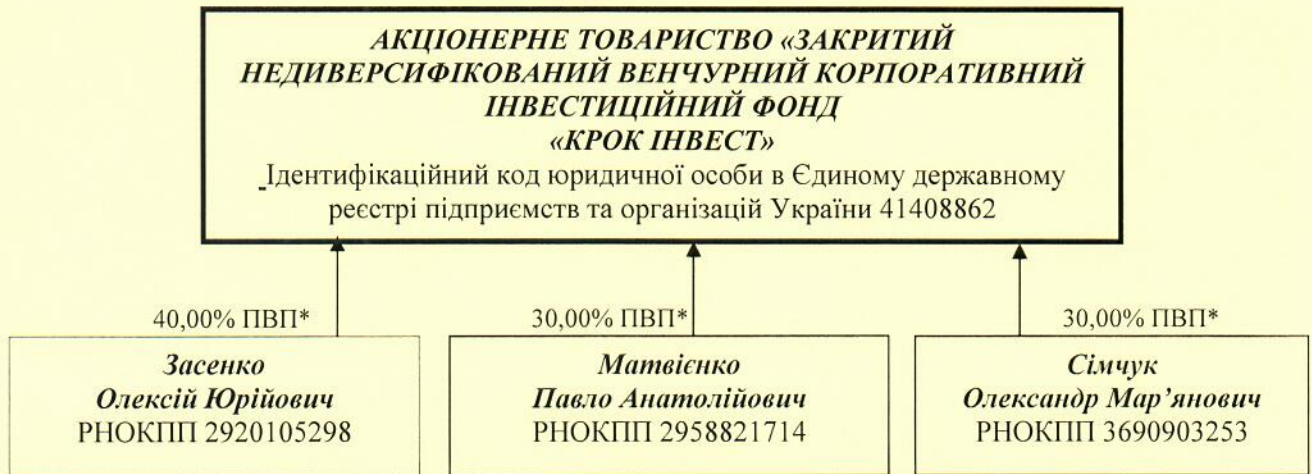 АКЦІОНЕРНЕ ТОВАРИСТВО «ЗАКРИТИЙ
НЕДИВЕРСИФІКОВАНИЙ ВЕНЧУРНИЙ КОРПОРАТИВНИЙ
ІНВЕСТИЦІЙНИЙ ФОНД
«КРОК ІНВЕСТ»
Ідентифікаційний код юридичної особи в Єдиному державному
реєстрі підприємств та організацій України 41408862
40,00% ПВП*
30,00% ПВП*
30,00% ПВП*
Засенко
Олексій Юрійович
РНОКПП 2920105298
Матвієнко
Павло Анатолійович
РНОКПП 2958821714
Сімчук
Олександр Мар’янович
РНОКПП 3690903253